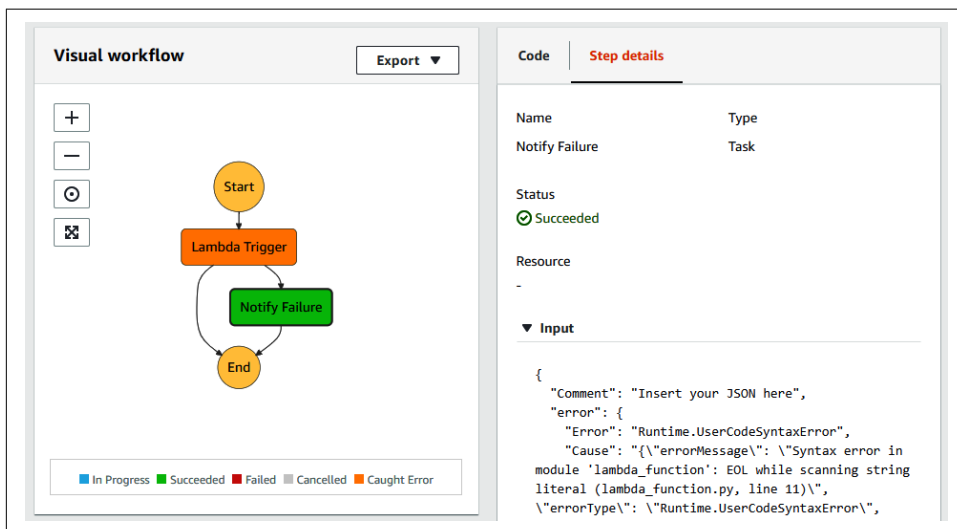 Visual workflow
Export ▼
+
−
Start
Lambda Trigger
Notify Failure
End
In Progress Succeeded Failed Cancelled Caught Error
Code Step details
Name Type
Notify Failure Task
Status
Succeeded
Resource
-
▼ Input
{
"Comment": "Insert your JSON here",
"error": {
"Error": "Runtime.UserCodeSyntaxError",
"Cause": "{\"errorMessage\": \"Syntax error in
module 'lambda_function': EOL while scanning string
literal (lambda_function.py, line 11)\",
\"errorType\": \"Runtime.UserCodeSyntaxError\",